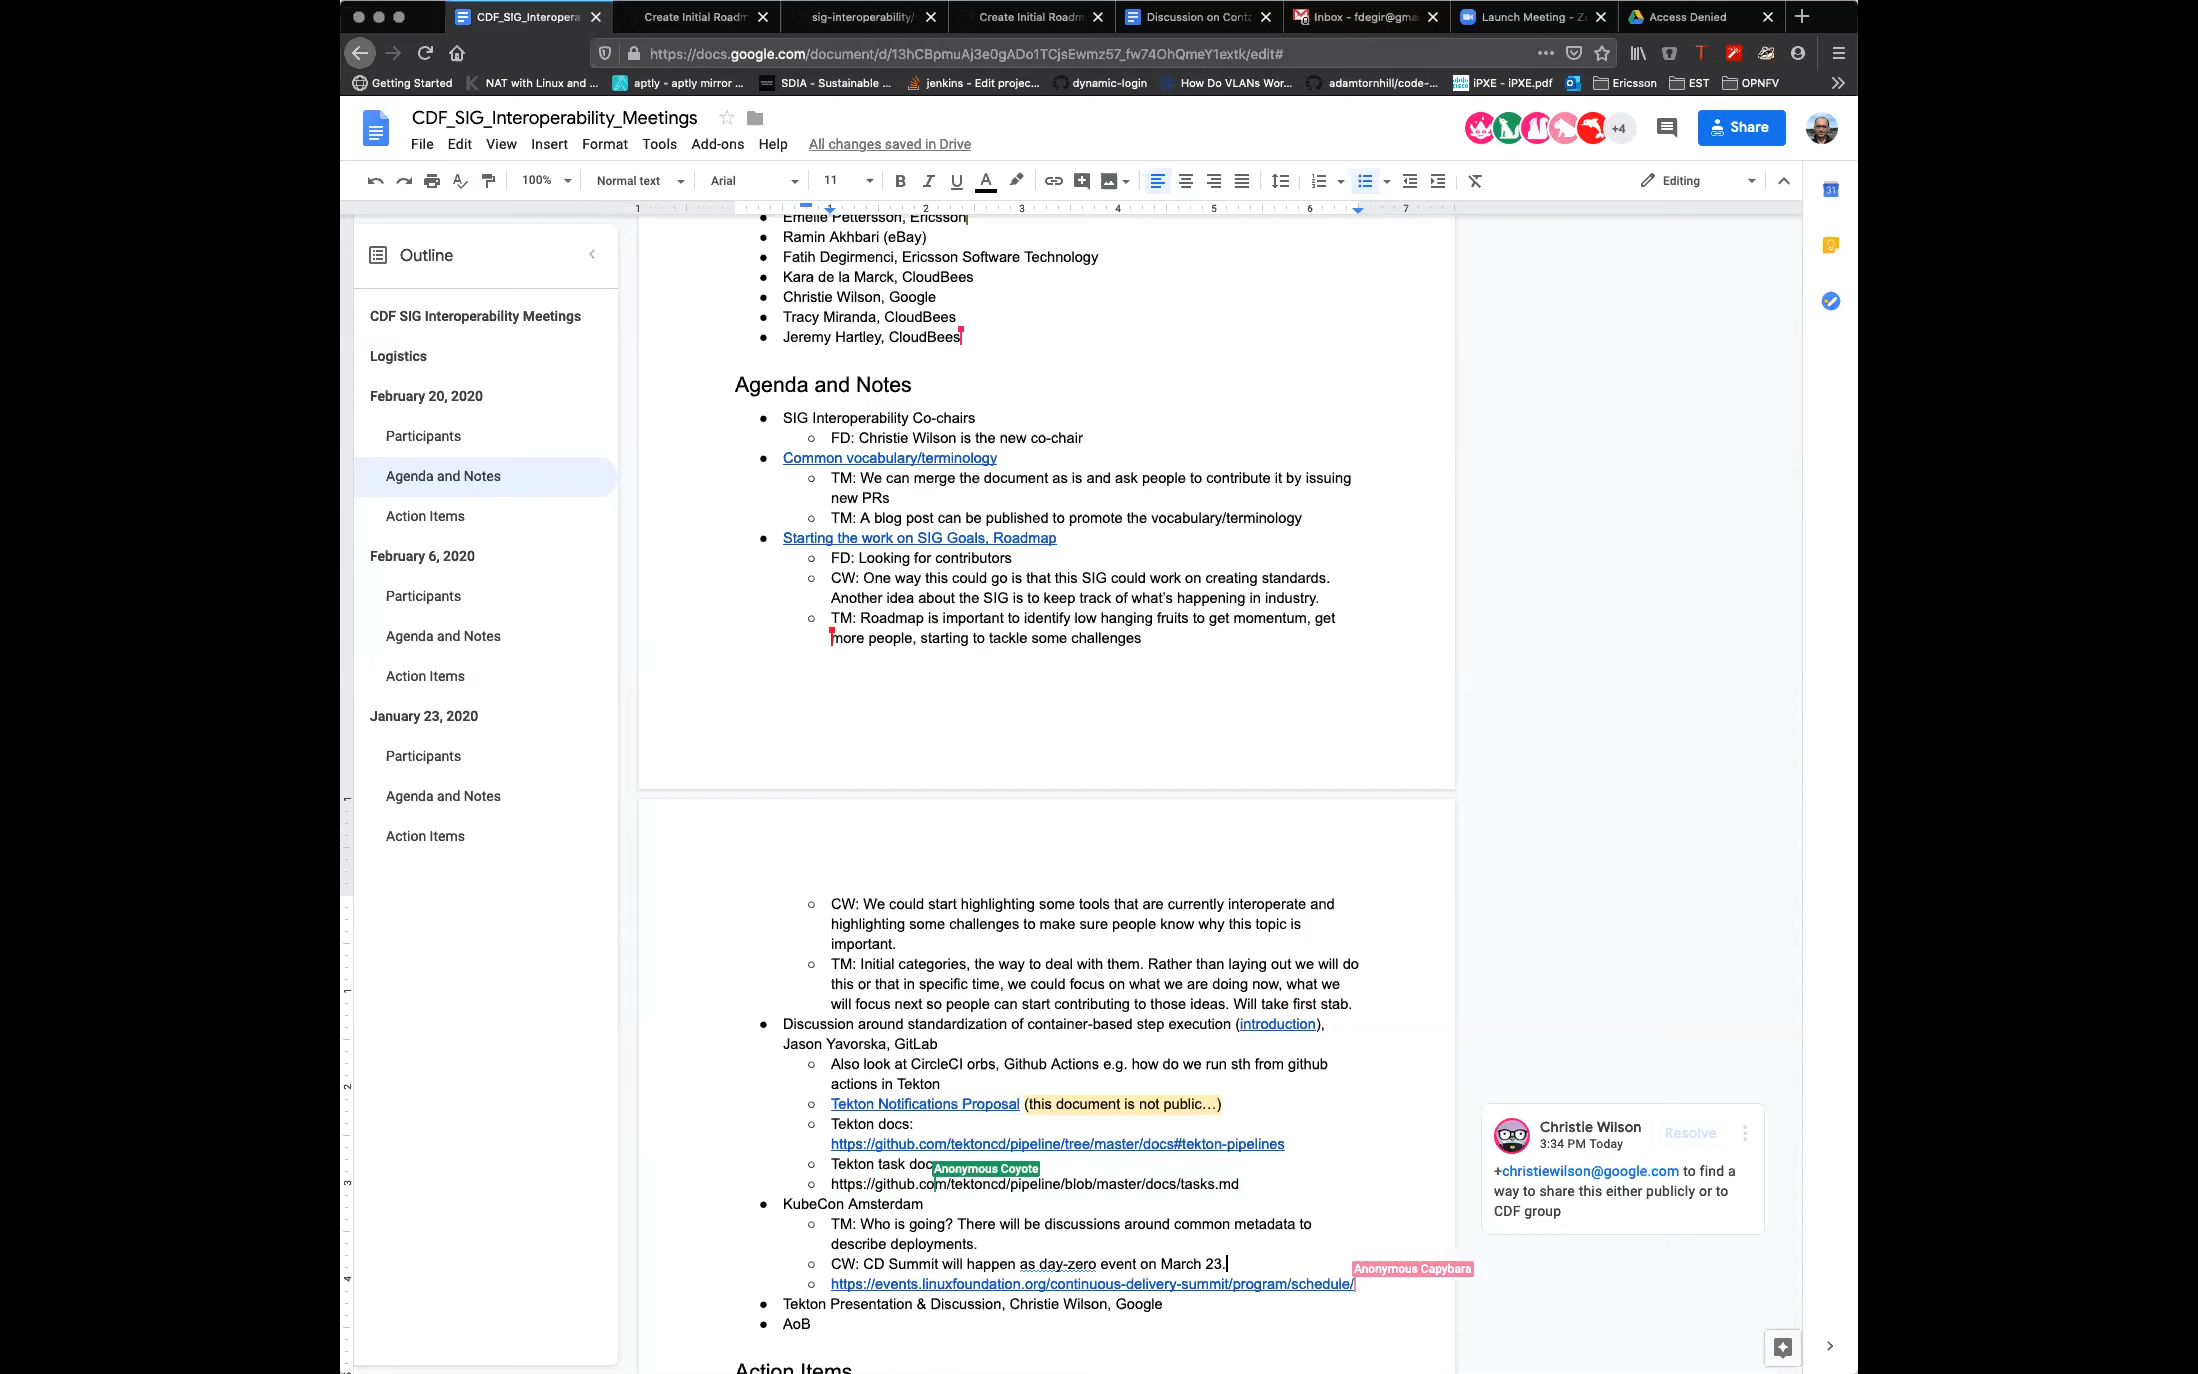 CDF_SIG_Interopera
Create Initial Roadm
sig-interoperability/
Create Initial Roadm
Discussion on Conta
Inbox - fdegir@gma
Launch Meeting - Zo
Access Denied
https://docs.google.com/document/d/13hCBpmuAj3e0gADo1TCjsEwmz57_fw74OhQmeY1extk/edit#
Getting Started
NAT with Linux and ...
aptly - aptly mirror ...
SDIA - Sustainable ...
jenkins - Edit projec...
dynamic-login
How Do VLANs Wor...
adamtornhill/code-...
iPXE - iPXE.pdf
Ericsson
EST
OPNFV
CDF_SIG_Interoperability_Meetings
+4
Share
File Edit View Insert Format Tools Add-ons Help All changes saved in Drive
100% Normal text Arial 11 Editing
1 1 2 3 4 5 6 7
31
Outline
CDF SIG Interoperability Meetings
Logistics
February 20, 2020
Participants
Agenda and Notes
Action Items
February 6, 2020
Participants
Agenda and Notes
Action Items
January 23, 2020
Participants
Agenda and Notes
Action Items
Emelie Pettersson, Ericsson
Ramin Akhbari (eBay)
Fatih Degirmenci, Ericsson Software Technology
Kara de la Marck, CloudBees
Christie Wilson, Google
Tracy Miranda, CloudBees
Jeremy Hartley, CloudBees
Agenda and Notes
SIG Interoperability Co-chairs
FD: Christie Wilson is the new co-chair
Common vocabulary/terminology
TM: We can merge the document as is and ask people to contribute it by issuing
new PRs
TM: A blog post can be published to promote the vocabulary/terminology
Starting the work on SIG Goals, Roadmap
FD: Looking for contributors
CW: One way this could go is that this SIG could work on creating standards.
Another idea about the SIG is to keep track of what's happening in industry.
TM: Roadmap is important to identify low hanging fruits to get momentum, get
more people, starting to tackle some challenges
CW: We could start highlighting some tools that are currently interoperate and
highlighting some challenges to make sure people know why this topic is
important.
TM: Initial categories, the way to deal with them. Rather than laying out we will do
this or that in specific time, we could focus on what we are doing now, what we
will focus next so people can start contributing to those ideas. Will take first stab.
Discussion around standardization of container-based step execution (introduction),
Jason Yavorska, GitLab
Also look at CircleCI orbs, Github Actions e.g. how do we run sth from github
actions in Tekton
Tekton Notifications Proposal (this document is not public...)
Tekton docs:
https://github.com/tektoncd/pipeline/tree/master/docs#tekton-pipelines
Tekton task doc
Anonymous Coyote
https://github.com/tektoncd/pipeline/blob/master/docs/tasks.md
KubeCon Amsterdam
TM: Who is going? There will be discussions around common metadata to
describe deployments.
CW: CD Summit will happen as day-zero event on March 23.
Anonymous Capybara
https://events.linuxfoundation.org/continuous-delivery-summit/program/schedule/
Tekton Presentation & Discussion, Christie Wilson, Google
AoB
Action Items
Christie Wilson
3:34 PM Today
Resolve
+christiewilson@google.com to find a
way to share this either publicly or to
CDF group